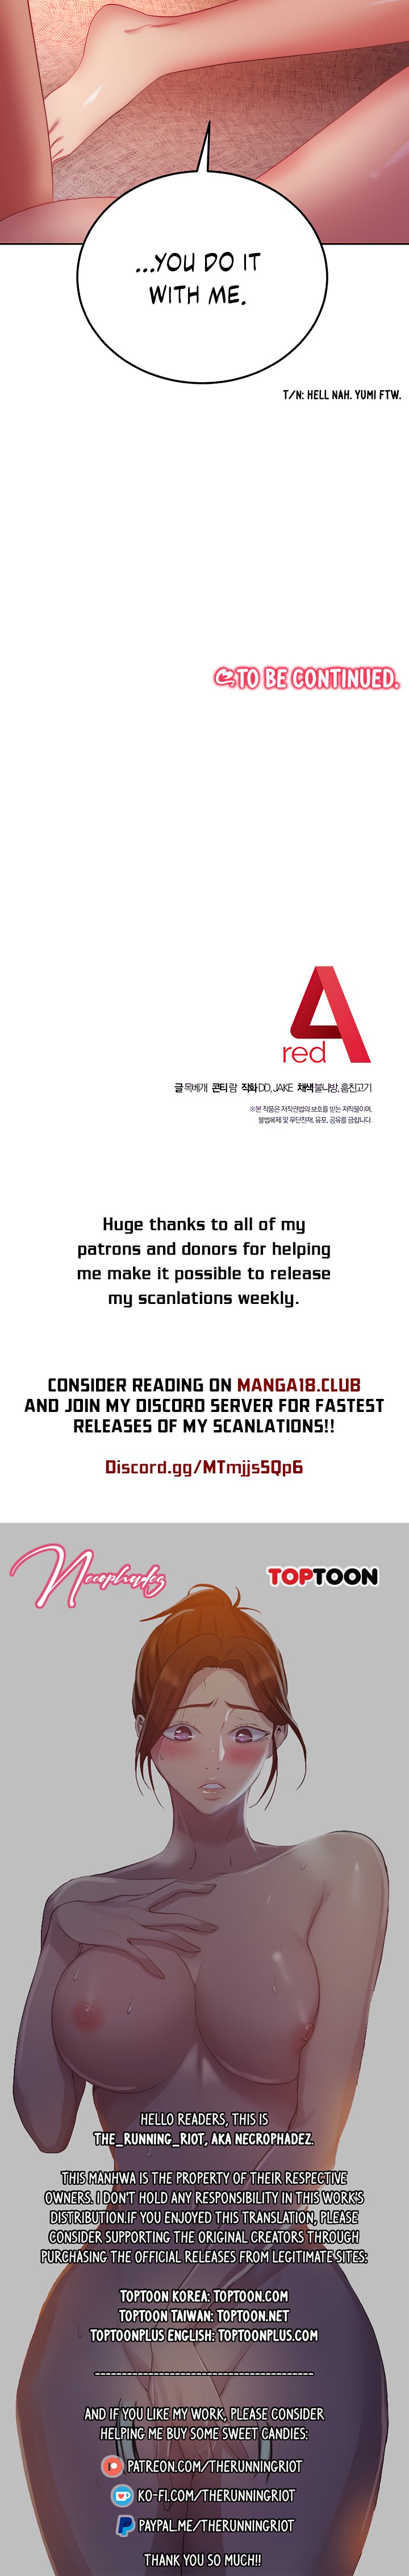 ...YOU DO IT
WITH ME.
T/N: HELL NAH. YUMI FTW.
TO BE CONTINUED.
A
red
글 목베개 콘티 람 작화 DD, JAKE 채색 불나방, 훔친고기
※본 작품은 저작권법의 보호를 받는 저작물이며,
불법복제 및 무단전재, 유포, 공유를 금합니다.
Huge thanks to all of my
patrons and donors for helping
me make it possible to release
my scanlations weekly.
CONSIDER READING ON MANGA18.CLUB
AND JOIN MY DISCORD SERVER FOR FASTEST
RELEASES OF MY SCANLATIONS!!
Discord.gg/MTmjjs5Qp6
Necrophadez
TOPTOON
HELLO READERS, THIS IS
THE_RUNNING_RIOT, AKA NECROPHADEZ.
THIS MANHWA IS THE PROPERTY OF THEIR RESPECTIVE
OWNERS. I DON'T HOLD ANY RESPONSIBILITY IN THIS WORK'S
DISTRIBUTION.IF YOU ENJOYED THIS TRANSLATION, PLEASE
CONSIDER SUPPORTING THE ORIGINAL CREATORS THROUGH
PURCHASING THE OFFICIAL RELEASES FROM LEGITIMATE SITES:
TOPTOON KOREA: TOPTOON.COM
TOPTOON TAIWAN: TOPTOON.NET
TOPTOONPLUS ENGLISH: TOPTOONPLUS.COM
----------------------------------------
AND IF YOU LIKE MY WORK, PLEASE CONSIDER
HELPING ME BUY SOME SWEET CANDIES:
PATREON.COM/THERUNNINGRIOT
KO-FI.COM/THERUNNINGRIOT
PAYPAL.ME/THERUNNINGRIOT
THANK YOU SO MUCH!!